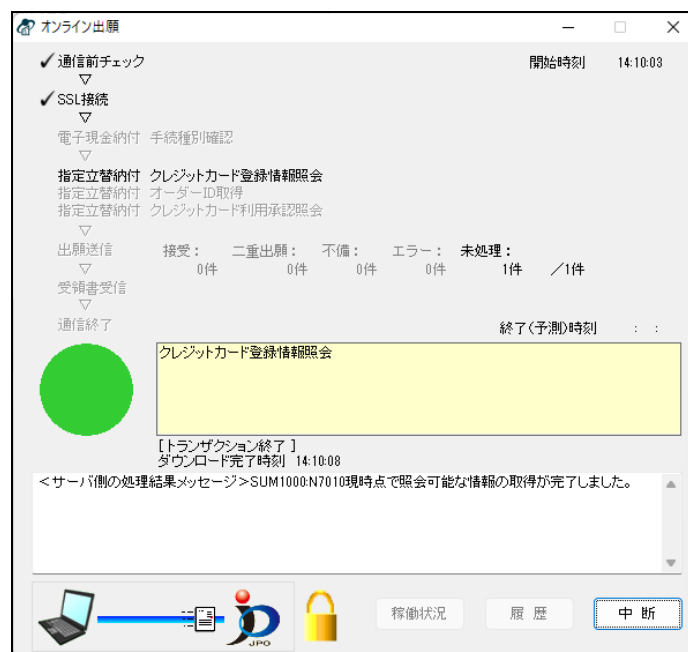 オンライン出願
通信前チェック 開始時刻 14:10:03
▽
SSL接続
▽
電子現金納付 手続種別確認
▽
指定立替納付 クレジットカード登録情報照会
指定立替納付 オーダーID取得
指定立替納付 クレジットカード利用承認照会
▽
出願送信 接受： 二重出願： 不備： エラー： 未処理：
▽ 0件 0件 0件 0件 1件 ／1件
受領書受信
▽
通信終了 終了(予測)時刻 : :
クレジットカード登録情報照会
[トランザクション終了 ]
ダウンロード完了時刻 14:10:08
＜サーバ側の処理結果メッセージ＞SUM1000:N7010現時点で照会可能な情報の取得が完了しました。
JPO
稼働状況 履 歴 中 断